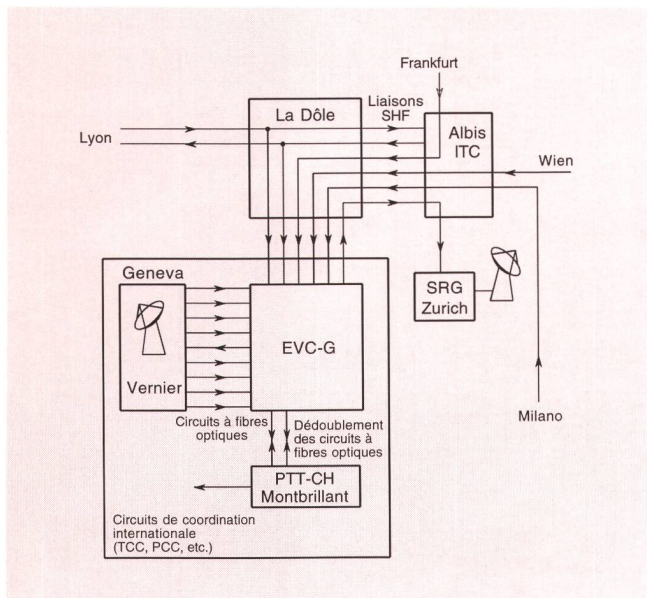 Frankfurt
La Dôle
Liaisons
SHF
Albis
ITC
Lyon
Wien
Geneva
Vernier
EVC-G
SRG
Zurich
Milano
Circuits à fibres
optiques
Dédoublement
des circuits à
fibres optiques
PTT-CH
Montbrillant
Circuits de coordination
internationale
(TCC, PCC, etc.)